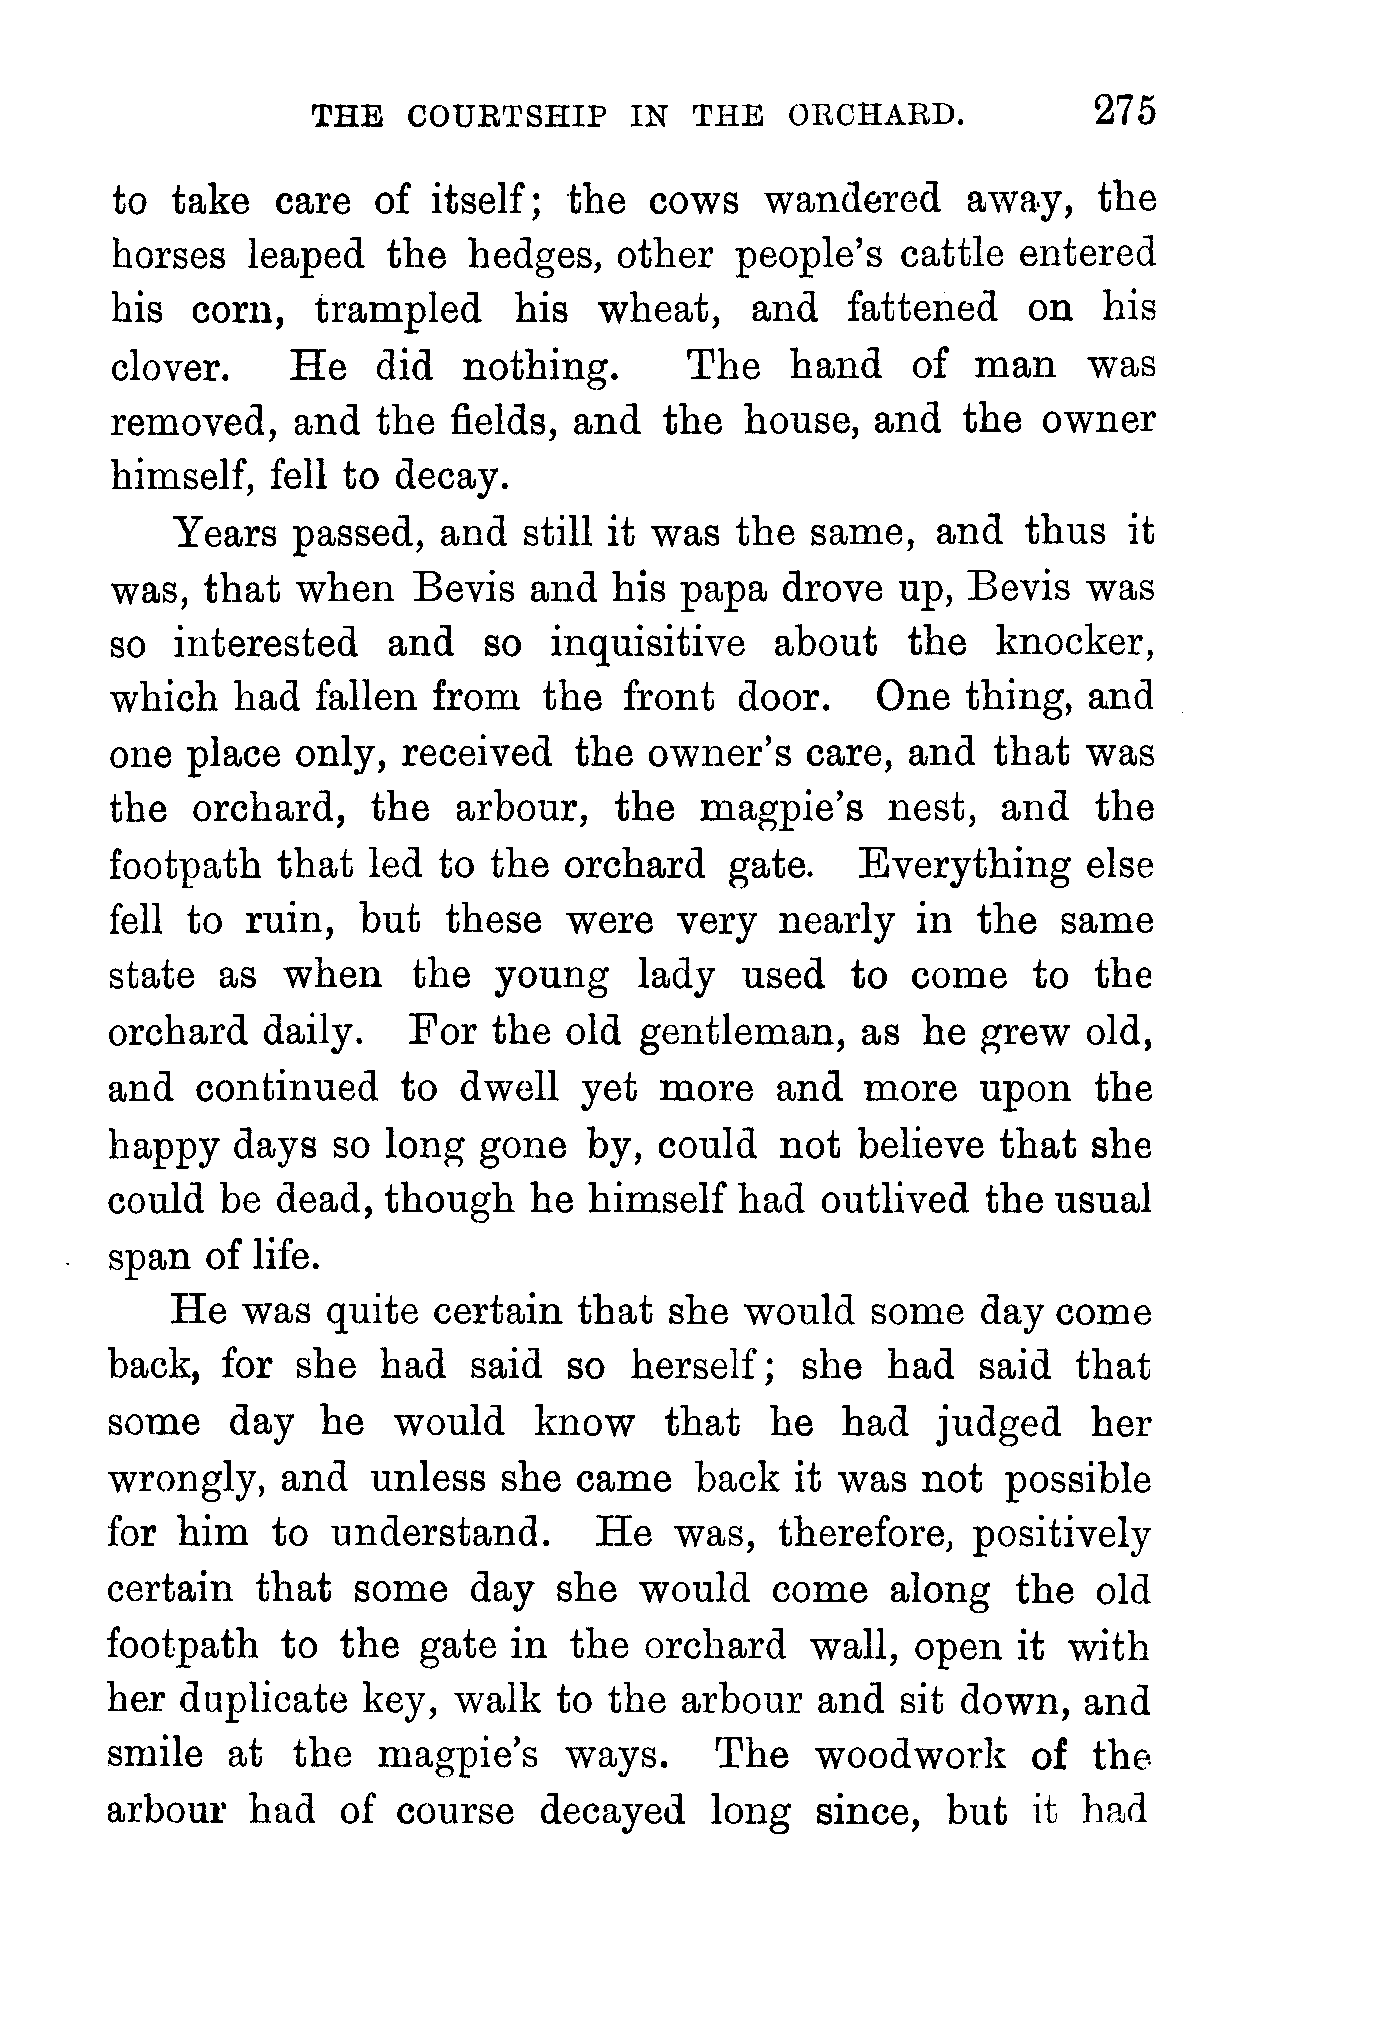 THE COURTSHIP IN THE ORCHARD. 275
to take care of itself; the cows wandered away, the
horses leaped the hedges, other people's cattle entered
his corn, trampled his wheat, and fattened on his
clover. He did nothing. The hand of man was
removed, and the fields, and the house, and the owner
himself, fell to decay.
Years passed, and still it was the same, and thus it
was, that when Bevis and his papa drove up, Bevis was
so interested and so inquisitive about the knocker,
which had fallen from the front door. One thing, and
one place only, received the owner's care, and that was
the orchard, the arbour, the magpie's nest, and the
footpath that led to the orchard gate. Everything else
fell to ruin, but these were very nearly in the same
state as when the young lady used to come to the
orchard daily. For the old gentleman, as he grew old,
and continued to dwell yet more and more upon the
happy days so long gone by, could not believe that she
could be dead, though he himself had outlived the usual
span of life.
He was quite certain that she would some day come
back, for she had said so herself; she had said that
some day he would know that he had judged her
wrongly, and unless she came back it was not possible
for him to understand. He was, therefore, positively
certain that some day she would come along the old
footpath to the gate in the orchard wall, open it with
her duplicate key, walk to the arbour and sit down, and
smile at the magpie's ways. The woodwork of the
arbour had of course decayed long since, but it had